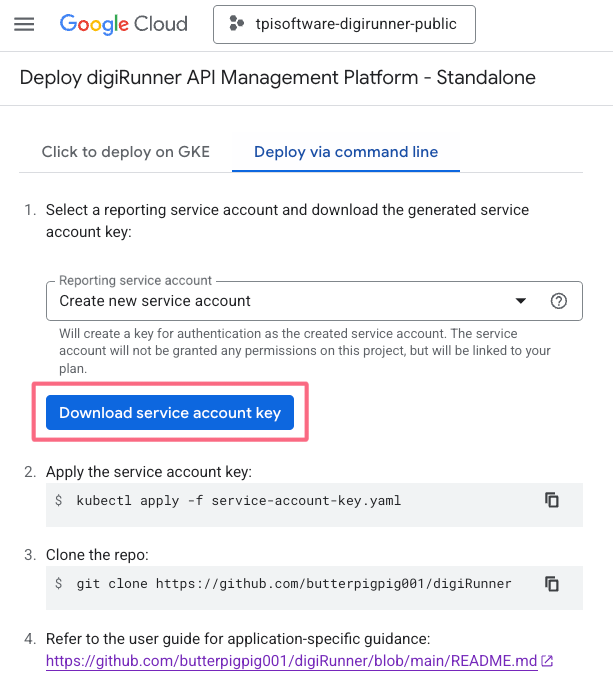 Google Cloud
tpisoftware-digirunner-public
Deploy digiRunner API Management Platform - Standalone
Click to deploy on GKE
Deploy via command line
1. Select a reporting service account and download the generated service
account key:
Reporting service account
Create new service account
Will create a key for authentication as the created service account. The service
account will not be granted any permissions on this project, but will be linked to your
plan.
Download service account key
2. Apply the service account key:
$ kubectl apply -f service-account-key.yaml
3. Clone the repo:
$ git clone https://github.com/butterpigpig001/digiRunner
4. Refer to the user guide for application-specific guidance:
https://github.com/butterpigpig001/digiRunner/blob/main/README.md